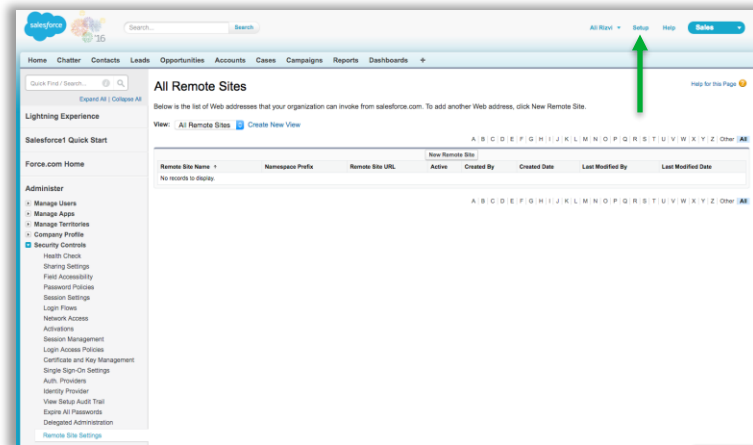 salesforce
'16
Search...
Search
Ali Rizvi
Setup
Help
Sales
Home Chatter Contacts Leads Opportunities Accounts Cases Campaigns Reports Dashboards +
Quick Find / Search...
Expand All | Collapse All
Lightning Experience
Salesforce1 Quick Start
Force.com Home
Administer
Manage Users
Manage Apps
Manage Territories
Company Profile
Security Controls
Health Check
Sharing Settings
Field Accessibility
Password Policies
Session Settings
Login Flows
Network Access
Activations
Session Management
Login Access Policies
Certificate and Key Management
Single Sign-On Settings
Auth. Providers
Identity Provider
View Setup Audit Trail
Expire All Passwords
Delegated Administration
Remote Site Settings
All Remote Sites
Help for this Page
Below is the list of Web addresses that your organization can invoke from salesforce.com. To add another Web address, click New Remote Site.
View: All Remote Sites Create New View
A B C D E F G H I J K L M N O P Q R S T U V W X Y Z Other All
New Remote Site
Remote Site Name ↑ Namespace Prefix Remote Site URL Active Created By Created Date Last Modified By Last Modified Date
No records to display.
A B C D E F G H I J K L M N O P Q R S T U V W X Y Z Other All